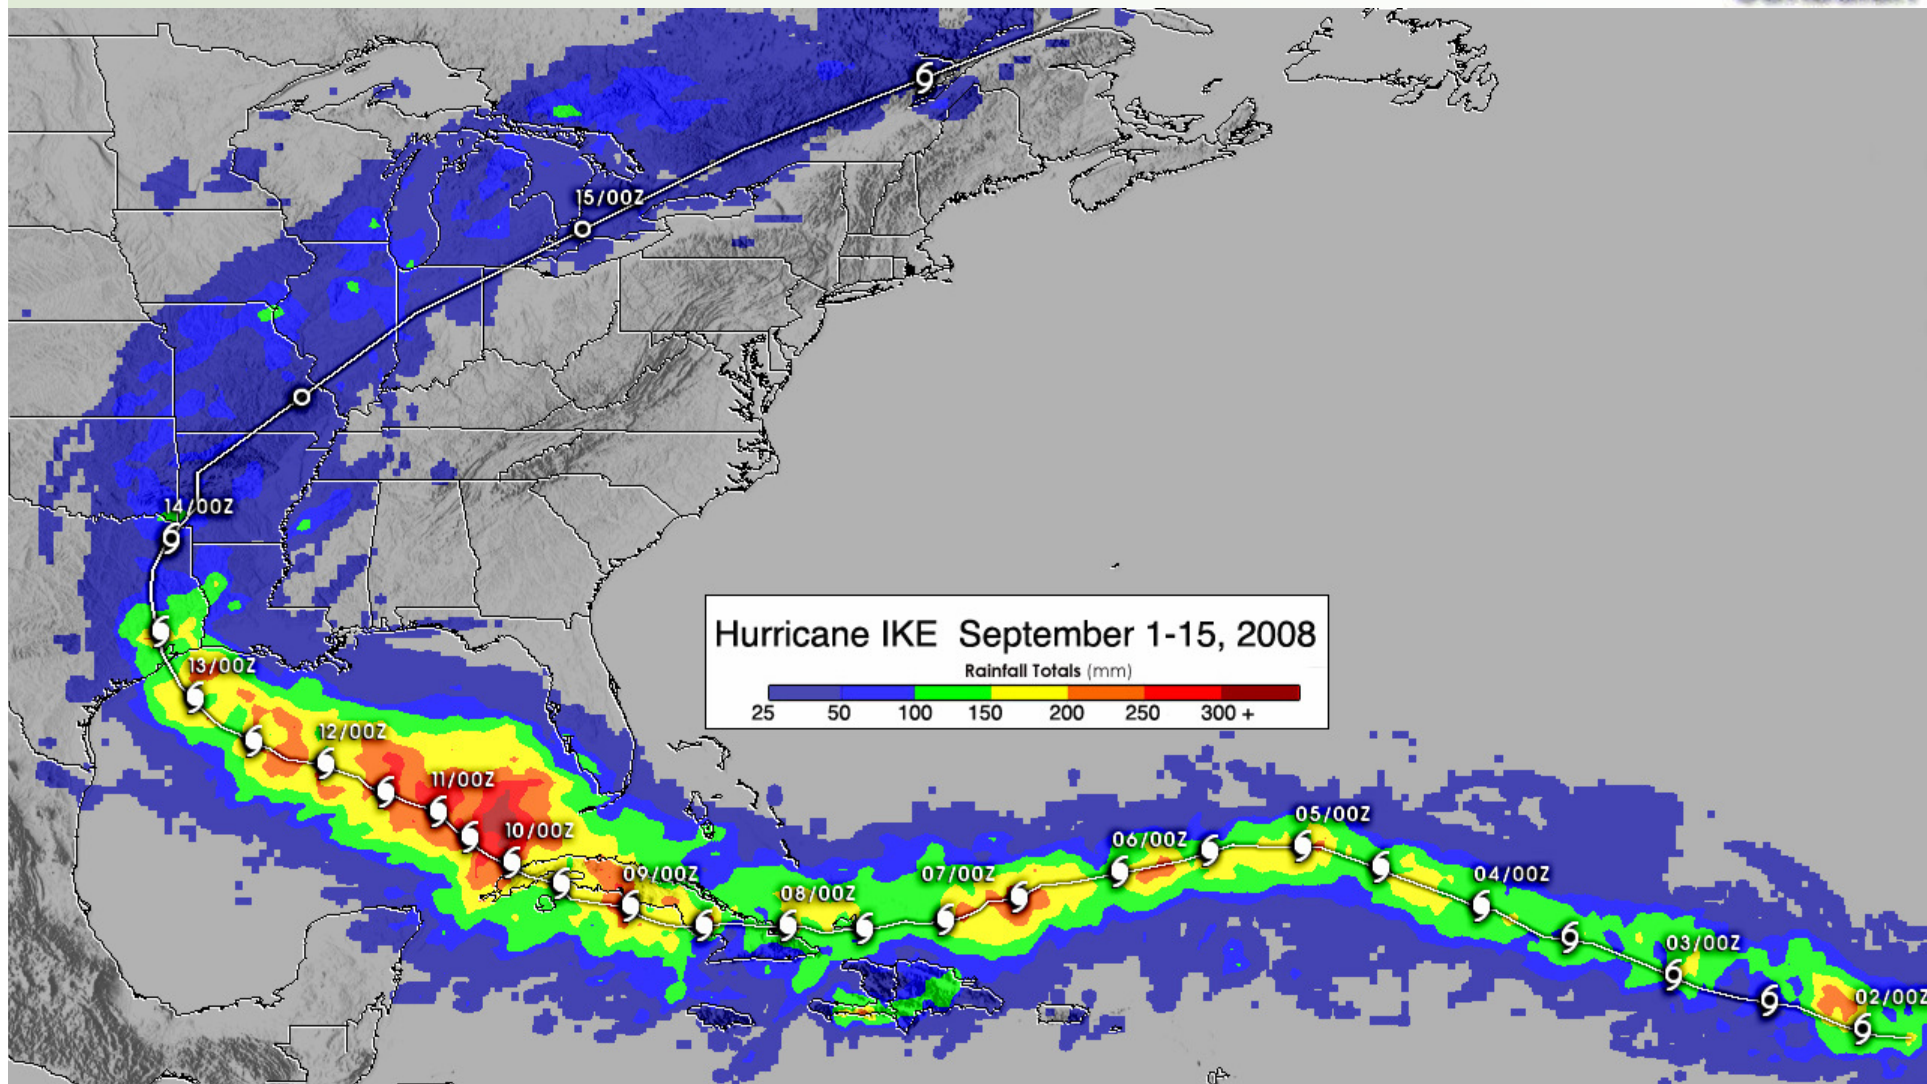 15/00Z
14/00Z
Hurricane IKE September 1-15, 2008
Rainfall Totals (mm)
25 50 100 150 200 250 300 +
13/00Z
12/00Z
11/00Z
10/00Z
09/00Z
08/00Z
07/00Z
06/00Z
05/00Z
04/00Z
03/00Z
02/00Z